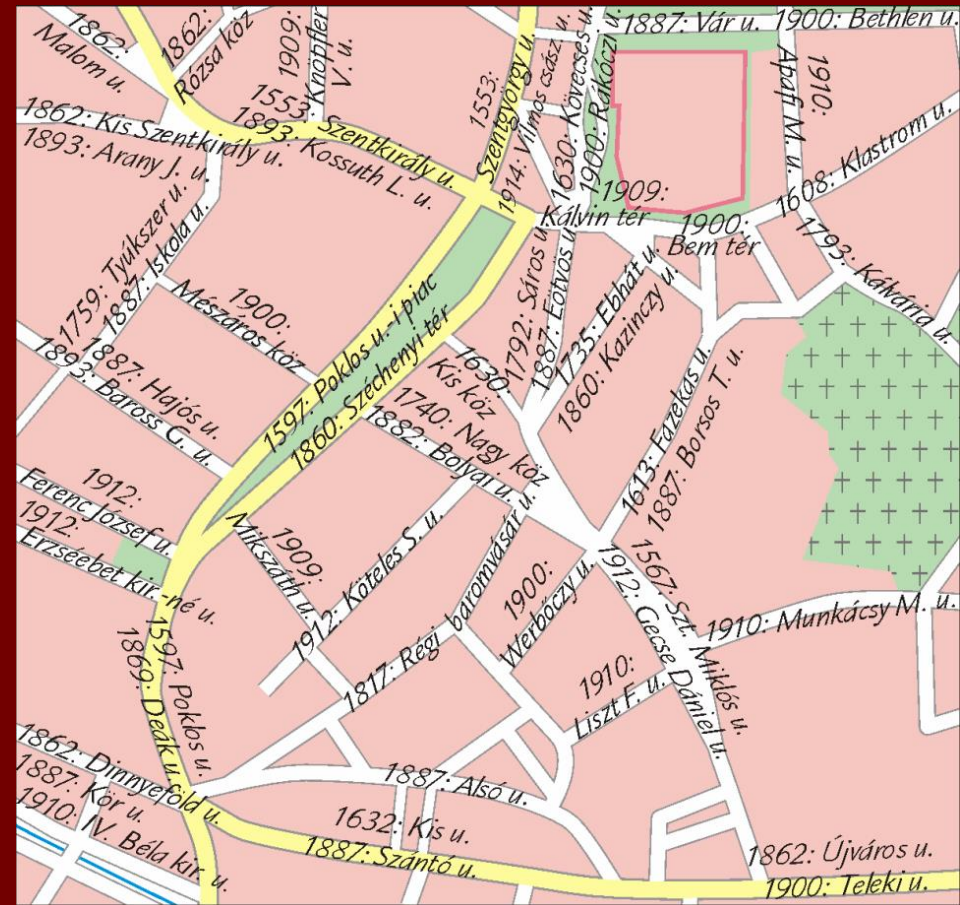 1862:
Malom u.
1862:
Rózsa köz
1909:
Knöpfler
V. u.
1553:
Szentgyörgy u.
1914: Vilmos csász. u.
1630: Kövecses u.
1900: Rákóczi u.
1887: Vár u.
1900: Bethlen u.
1910:
Apafi M. u.
1608: Klastrom u.
1862: Kis Szentkirály u.
1893: Arany J. u.
1553: Szentkirály u.
1893: Kossuth L. u.
1909:
Kálvin tér
1900:
Bem tér
1793: Kálvária u.
1759: Tyúkszer u.
1887: Iskola u.
1900:
Mészáros köz
1597: Poklos u.-i piac
1860: Széchenyi tér
1630:
Kis köz
1792: Sáros u.
1887: Eötvös u.
1735: Ebhát u.
1860: Kazinczy u.
1613: Fazekas u.
1887: Borsos T. u.
1887: Hajós u.
1893: Baross G. u.
1740: Nagy köz
1882: Bolyai u.
1912:
Ferenc József u.
1912:
Erzséebet kir.-né u.
1909:
Mikszáth u.
1912: Köteles S. u.
1817: Régi baromvásár u.
1900:
Werbőczy u.
1567: Szt. Miklós u.
1912: Gecse Dániel u.
1910: Munkácsy M. u.
1910:
Liszt F. u.
1597: Poklos u.
1869: Deák u.
1862: Dinnyeföld u.
1887: Kör u.
1910: IV. Béla kir. u.
1887: Alsó u.
1632: Kis u.
1887: Szántó u.
1862: Újváros u.
1900: Teleki u.